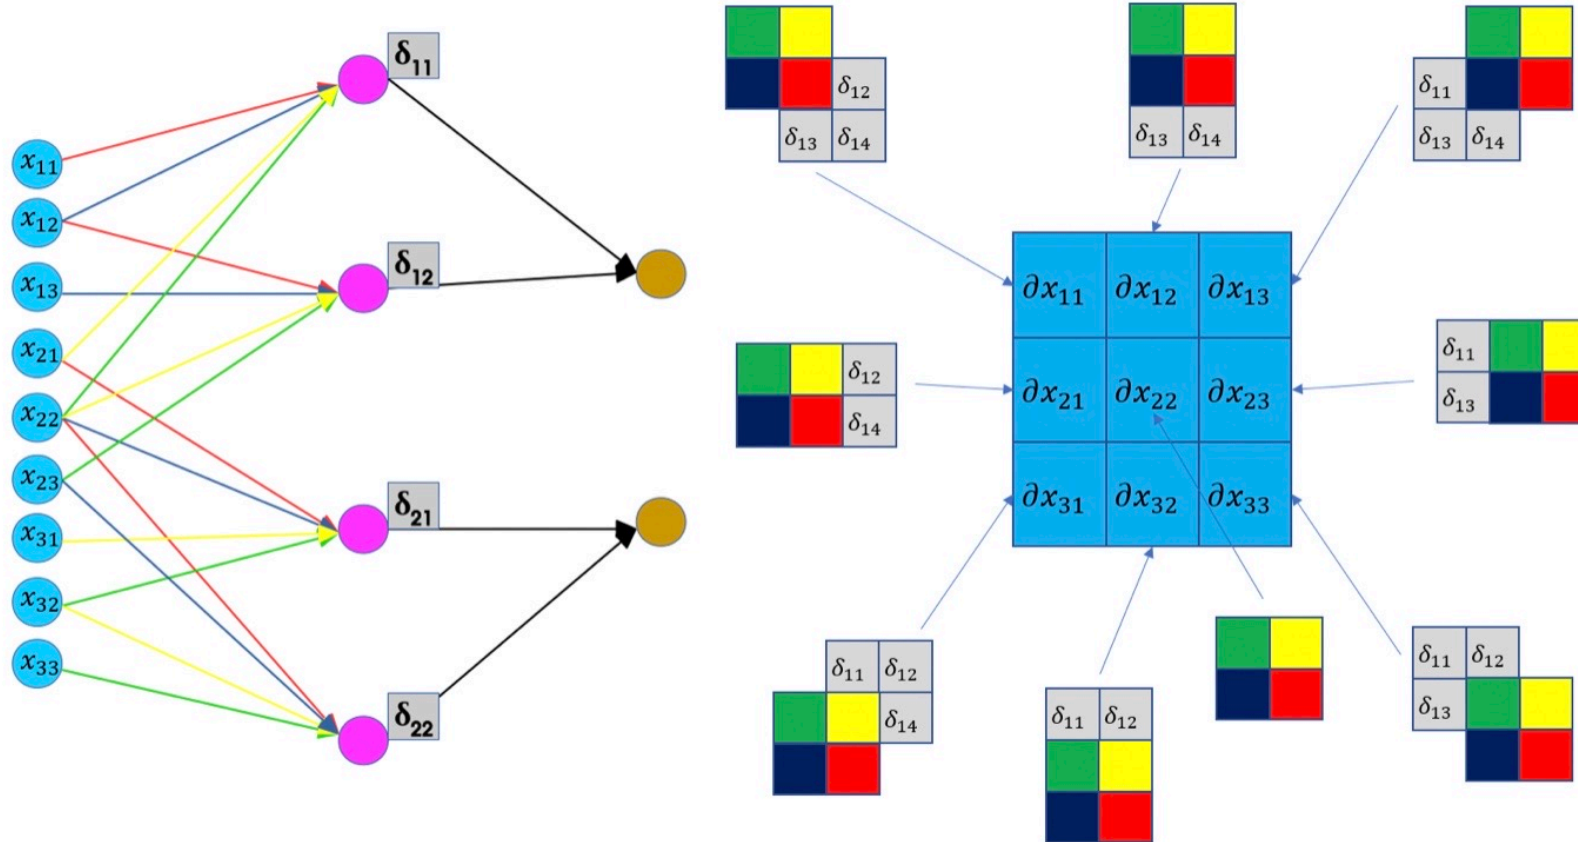 x₁₁
x₁₂
x₁₃
x₂₁
x₂₂
x₂₃
x₃₁
x₃₂
x₃₃
δ₁₁
δ₁₂
δ₂₁
δ₂₂
δ₁₂
δ₁₃ δ₁₄
δ₁₃ δ₁₄
δ₁₁
δ₁₃ δ₁₄
δ₁₂
δ₁₄
∂x₁₁ ∂x₁₂ ∂x₁₃
∂x₂₁ ∂x₂₂ ∂x₂₃
∂x₃₁ ∂x₃₂ ∂x₃₃
δ₁₁
δ₁₃
δ₁₁ δ₁₂
δ₁₄
δ₁₁ δ₁₂
δ₁₁ δ₁₂
δ₁₃